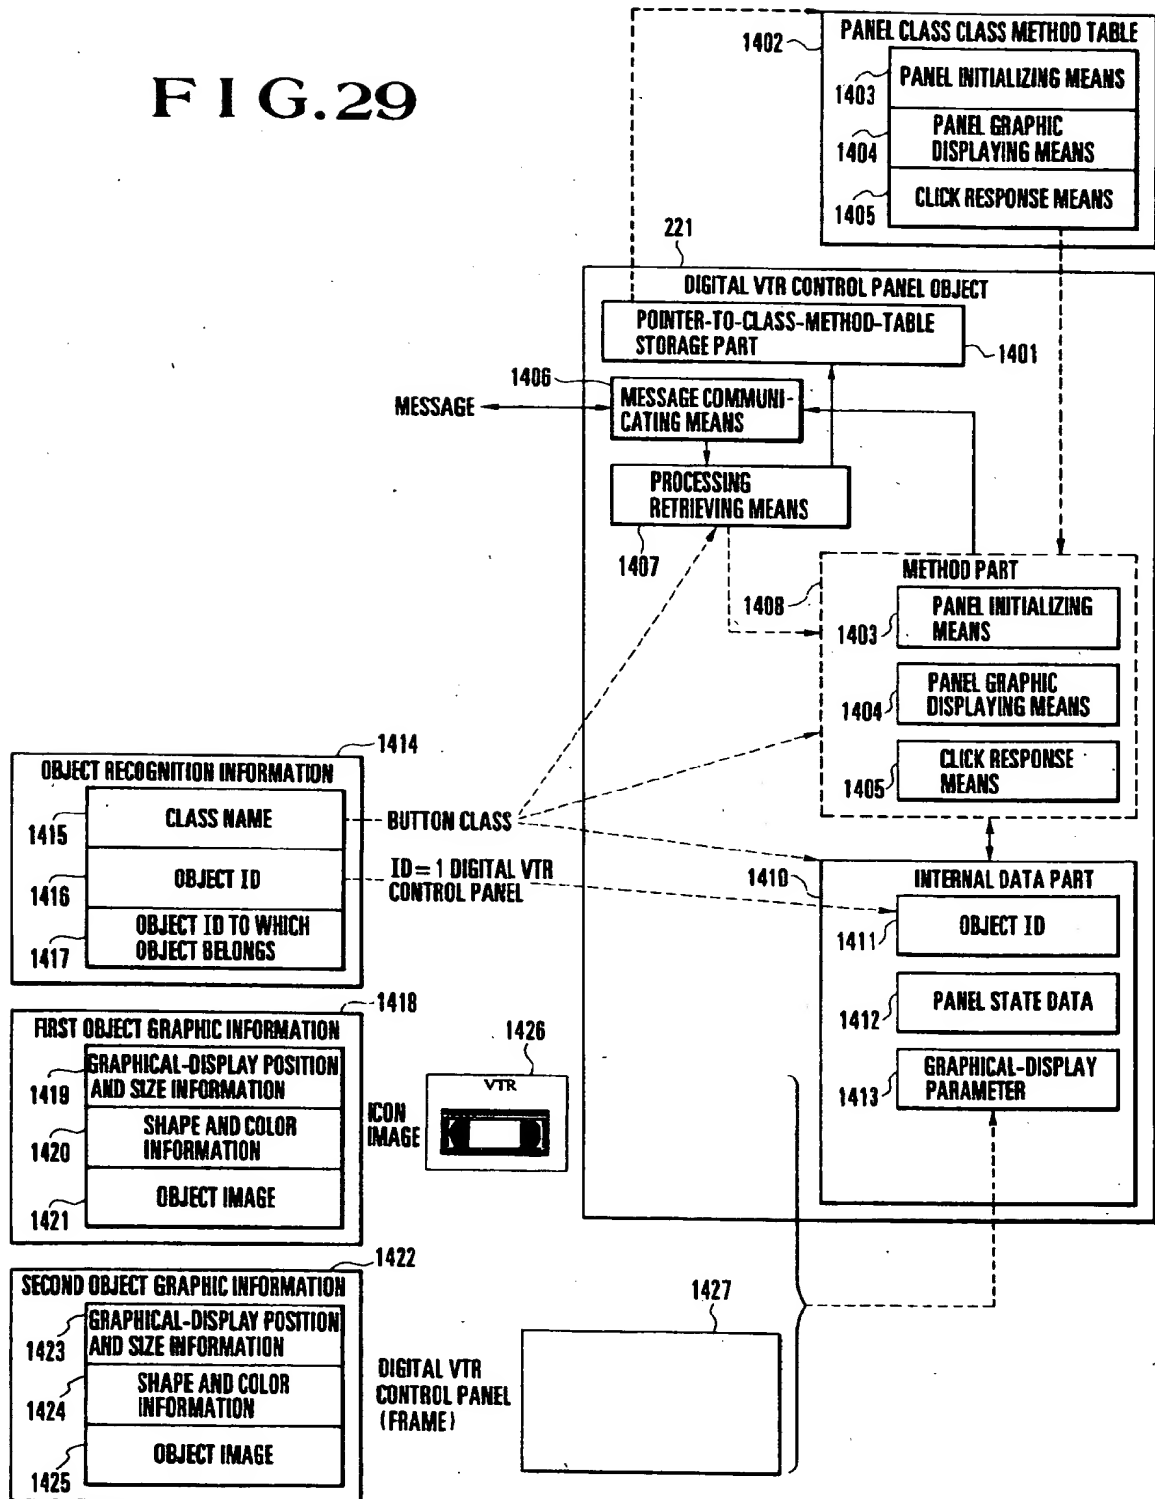 FIG.29
1402
PANEL CLASS CLASS METHOD TABLE
1403
PANEL INITIALIZING MEANS
1404
PANEL GRAPHIC
DISPLAYING MEANS
1405
CLICK RESPONSE MEANS
221
DIGITAL VTR CONTROL PANEL OBJECT
POINTER-TO-CLASS-METHOD-TABLE
STORAGE PART
1401
1406
MESSAGE
MESSAGE COMMUNI-
CATING MEANS
PROCESSING
RETRIEVING MEANS
1407
1408
METHOD PART
1403
PANEL INITIALIZING
MEANS
1404
PANEL GRAPHIC
DISPLAYING MEANS
1405
CLICK RESPONSE
MEANS
1414
OBJECT RECOGNITION INFORMATION
1415
CLASS NAME
BUTTON CLASS
1416
OBJECT ID
ID=1 DIGITAL VTR
CONTROL PANEL
1417
OBJECT ID TO WHICH
OBJECT BELONGS
1410
INTERNAL DATA PART
1411
OBJECT ID
1412
PANEL STATE DATA
1413
GRAPHICAL-DISPLAY
PARAMETER
1418
FIRST OBJECT GRAPHIC INFORMATION
1419
GRAPHICAL-DISPLAY POSITION
AND SIZE INFORMATION
1420
SHAPE AND COLOR
INFORMATION
1421
OBJECT IMAGE
ICON
IMAGE
1426
VTR
1422
SECOND OBJECT GRAPHIC INFORMATION
1423
GRAPHICAL-DISPLAY POSITION
AND SIZE INFORMATION
1424
SHAPE AND COLOR
INFORMATION
1425
OBJECT IMAGE
DIGITAL VTR
CONTROL PANEL
(FRAME)
1427